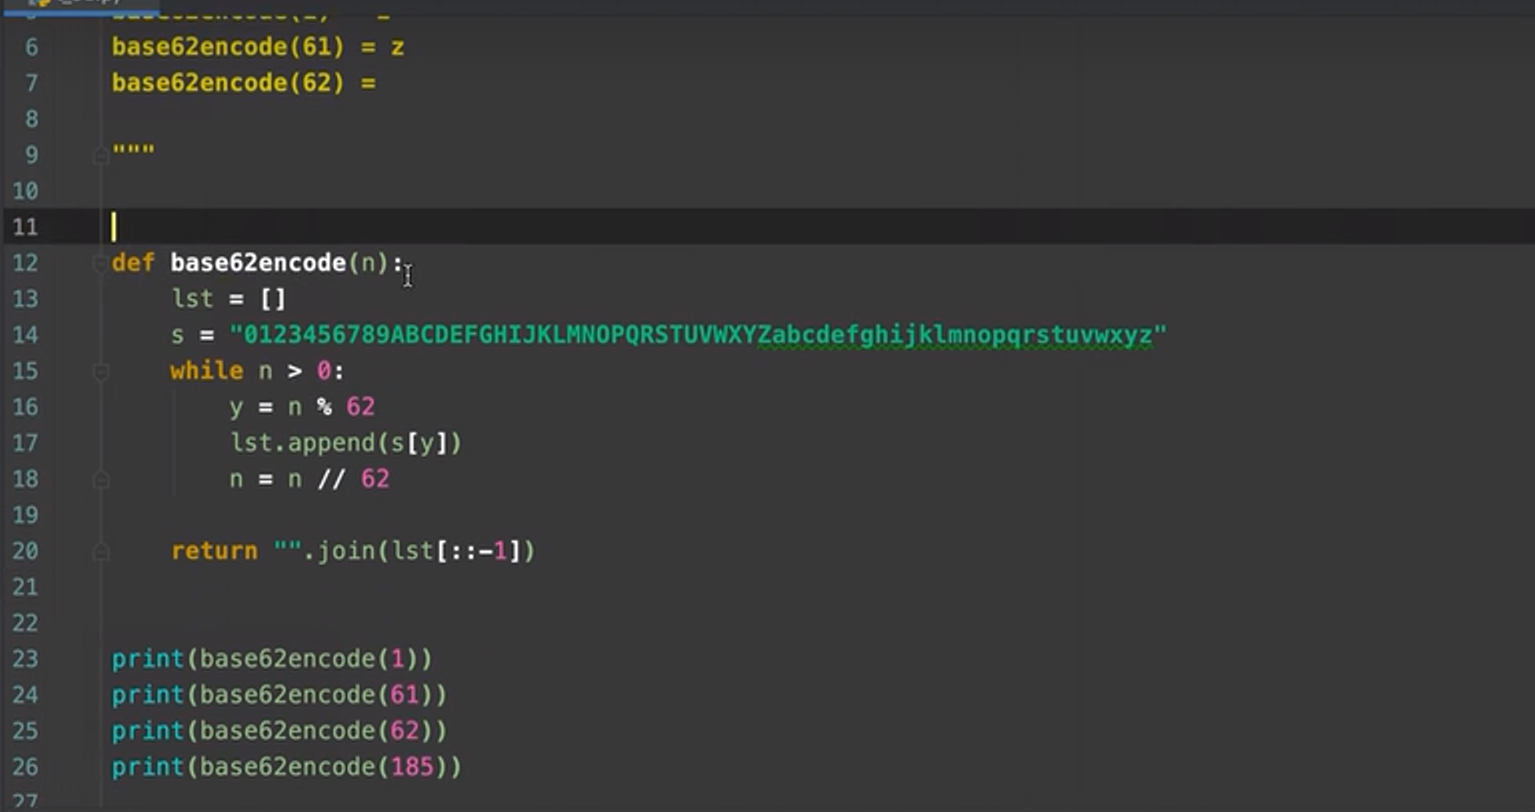 6 base62encode(61) = z
7 base62encode(62) =
8
9 """
10
11
12 def base62encode(n):
13 lst = []
14 s = "0123456789ABCDEFGHIJKLMNOPQRSTUVWXYZabcdefghijklmnopqrstuvwxyz"
15 while n > 0:
16 y = n % 62
17 lst.append(s[y])
18 n = n // 62
19
20 return "".join(lst[::-1])
21
22
23 print(base62encode(1))
24 print(base62encode(61))
25 print(base62encode(62))
26 print(base62encode(185))
27